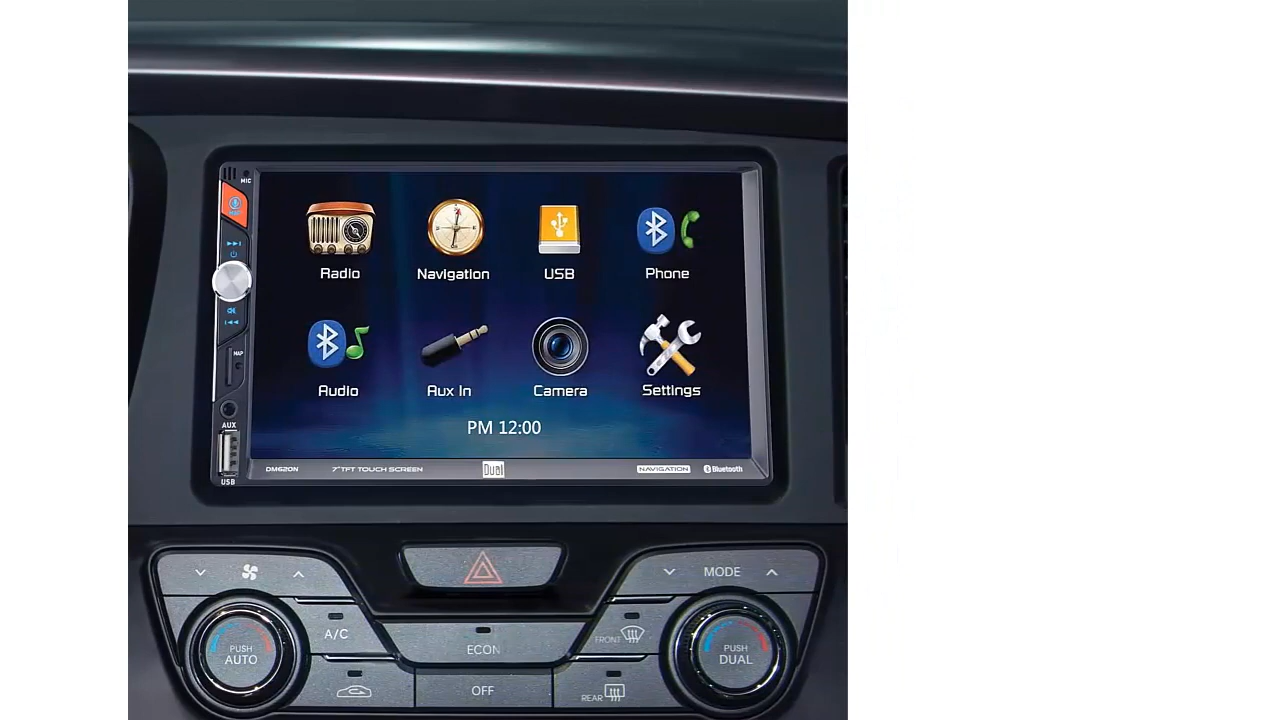 MIC
Radio
Navigation
USB
Phone
MAP
Audio
Aux In
Camera
Settings
AUX
PM 12:00
DM620N
7" TFT TOUCH SCREEN
Dual
NAVIGATION
Bluetooth
USB
MODE
A/C
FRONT
PUSH
AUTO
ECON
PUSH
DUAL
OFF
REAR